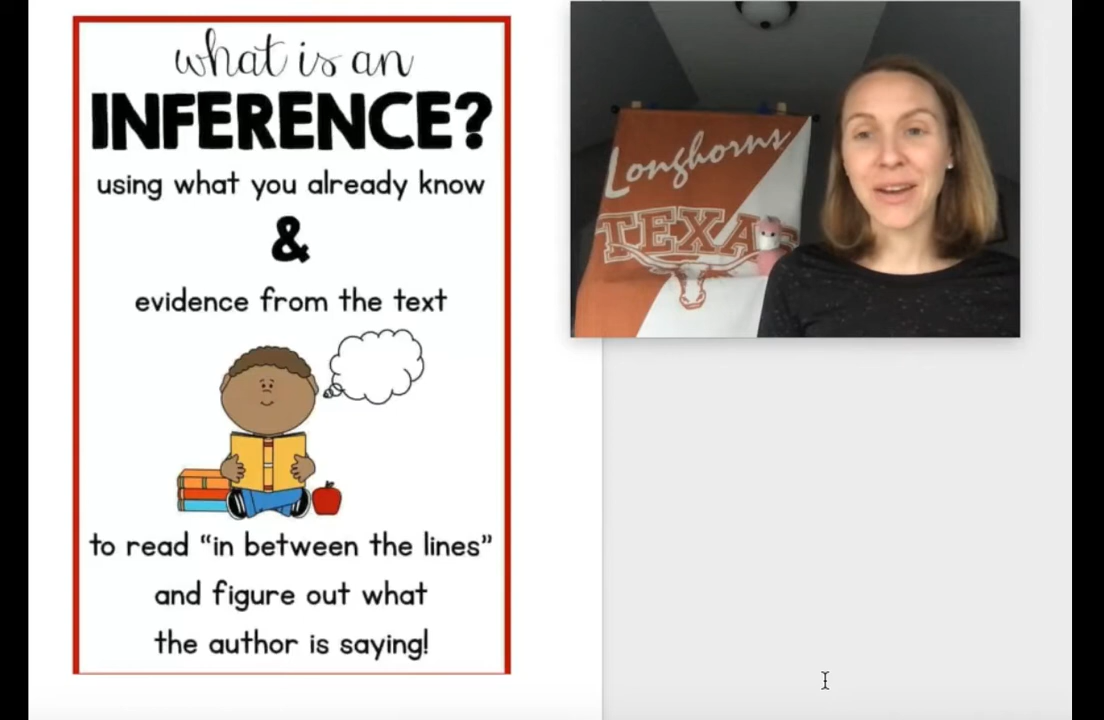 what is an
INFERENCE?
using what you already know
&
evidence from the text
to read “in between the lines”
and figure out what
the author is saying!
Longhorns
TEXAS